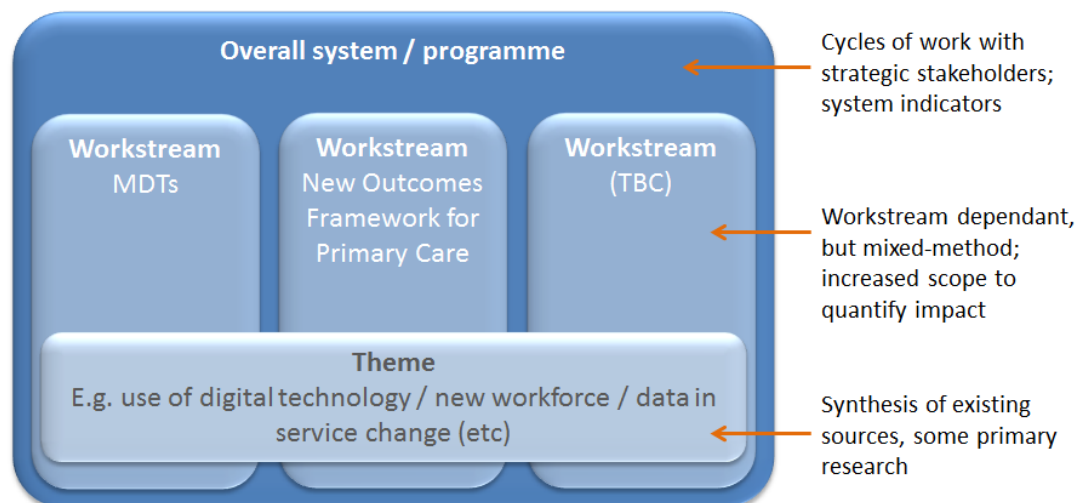 Overall system / programme
Cycles of work with
strategic stakeholders;
system indicators
Workstream
MDTs
Workstream
New Outcomes
Framework for
Primary Care
Workstream
(TBC)
Workstream dependant,
but mixed-method;
increased scope to
quantify impact
Theme
E.g. use of digital technology / new workforce / data in
service change (etc)
Synthesis of existing
sources, some primary
research